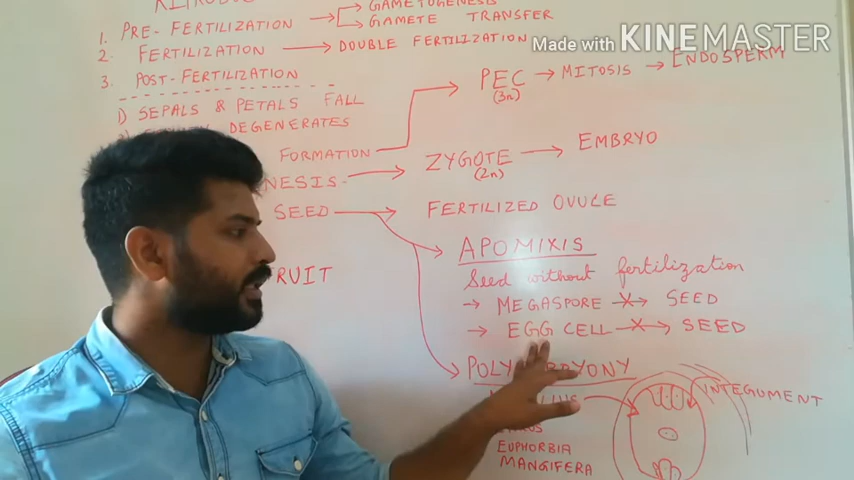 GAMETOGENESIS
1. PRE-FERTILIZATION → GAMETE TRANSFER
2. FERTILIZATION → DOUBLE FERTILIZATION
Made with KINEMASTER
3. POST-FERTILIZATION
PEC → MITOSIS → ENDOSPERM
(3n)
1) SEPALS & PETALS FALL
DEGENERATES
FORMATION
ZYGOTE → EMBRYO
(2n)
NESIS
SEED → FERTILIZED OVULE
APOMIXIS
Seed without fertilization
RUIT
→ MEGASPORE → SEED
→ EGG CELL → SEED
INTEGUMENT
EUPHORBIA
MANGIFERA